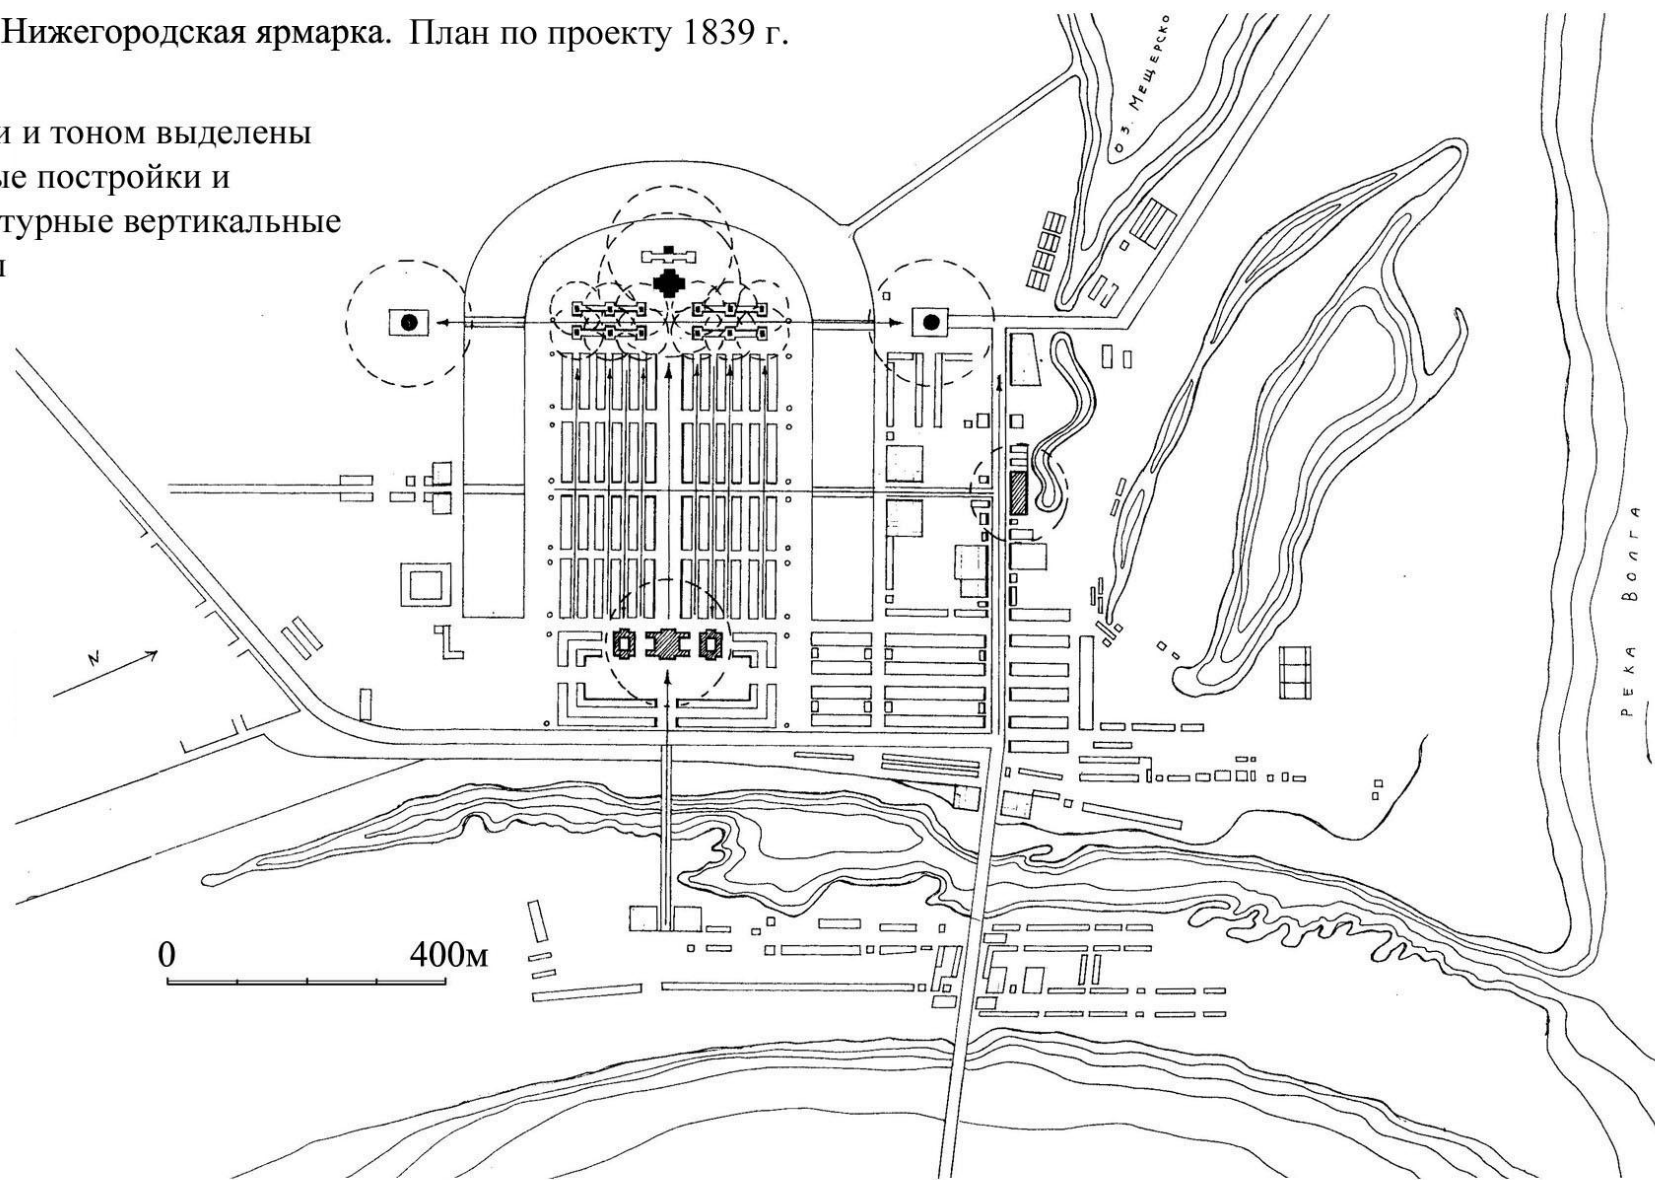 Нижегородская ярмарка. План по проекту 1839 г.
и и тоном выделены
ые постройки и
турные вертикальные
ОЗ. МЕЩЕРСКО
РЕКА ВОЛГА
N
0 400м